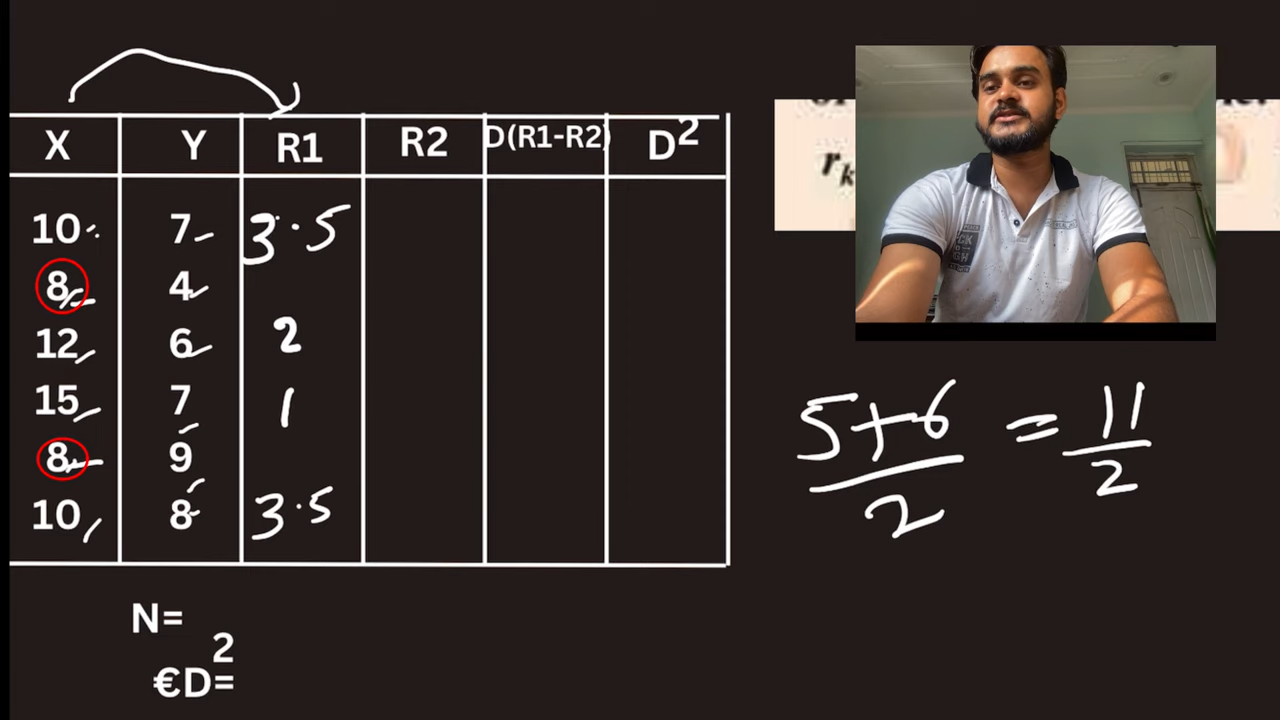 X Y R1 R2 D(R1-R2) D²
10 7 3.5
8 4
12 6 2
15 7 1
8 9
10 8 3.5
N=
€D²=
r
5+6/2 = 11/2